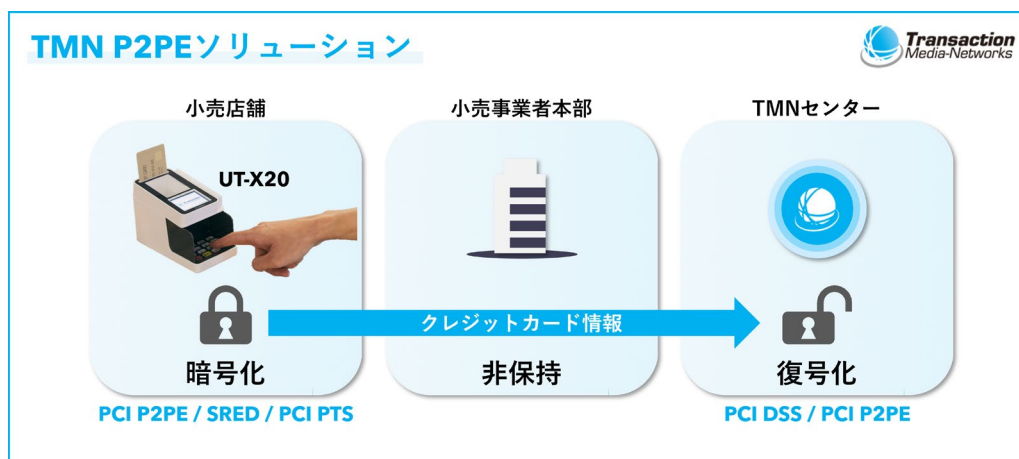 TMN P2PEソリューション
Transaction
Media-Networks
小売店舗
小売事業者本部
TMNセンター
UT-X20
クレジットカード情報
暗号化
非保持
復号化
PCI P2PE / SRED / PCI PTS
PCI DSS / PCI P2PE